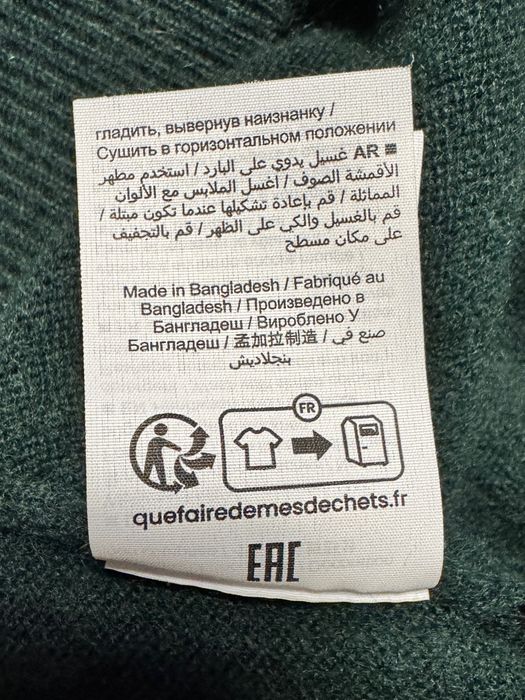 гладить, вывернув наизнанку /
Сушить в горизонтальном положении
AR غسيل يدوي على البارد / استخدم مطهر
الأقمشة الصوف / اغسل الملابس مع الألوان
المماثلة / قم بإعادة تشكيلها عندما تكون مبتلة /
قم بالغسيل والكي على الظهر / قم بالتجفيف
على مكان مسطح
Made in Bangladesh / Fabriqué au
Bangladesh / Произведено в
Бангладеш / Вироблено У
Бангладеш / 孟加拉制造 / صنع في
بنجلاديش
FR
quefairedemesdechets.fr
EAC